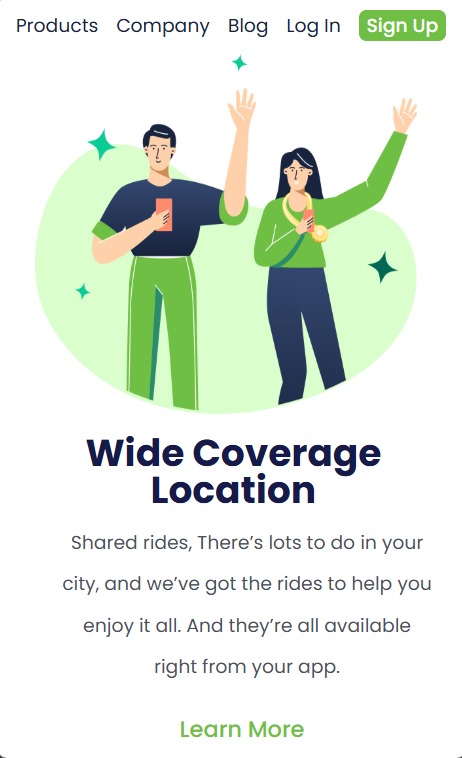 Products Company Blog Log In Sign Up
Wide Coverage
Location
Shared rides, There’s lots to do in your
city, and we’ve got the rides to help you
enjoy it all. And they’re all available
right from your app.
Learn More